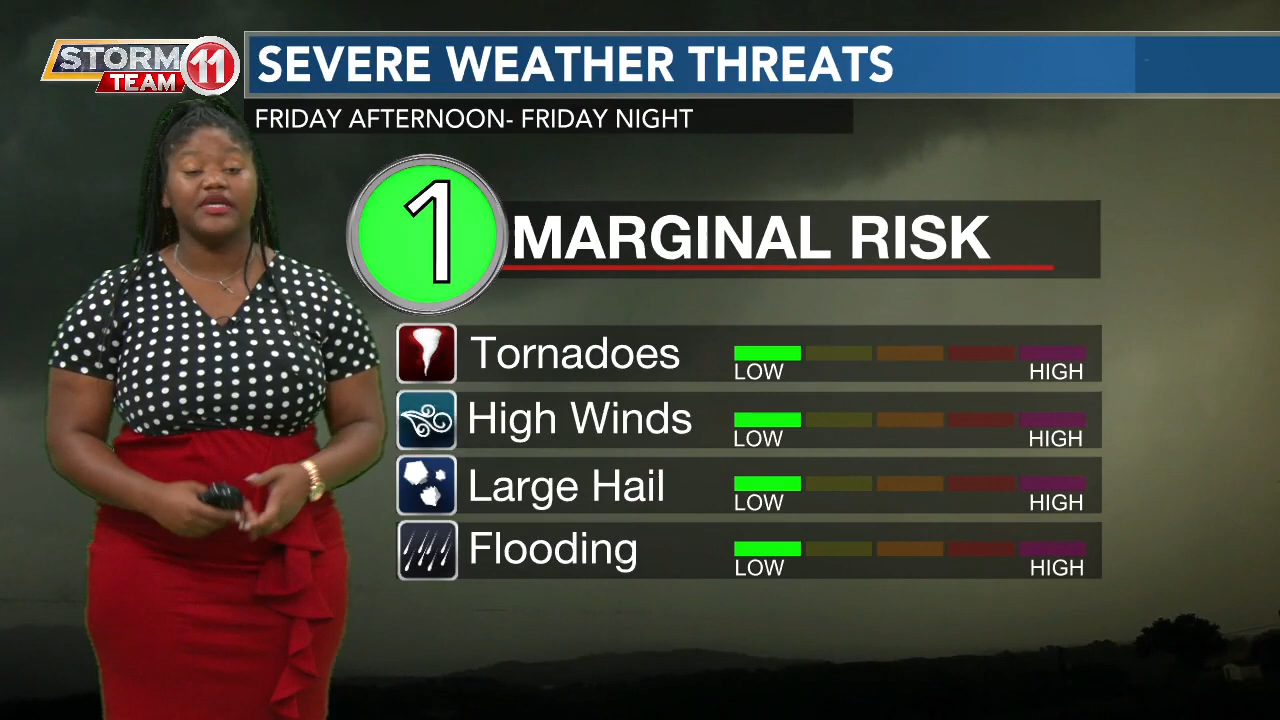 STORM
TEAM
11
SEVERE WEATHER THREATS
FRIDAY AFTERNOON- FRIDAY NIGHT
1
MARGINAL RISK
Tornadoes
LOW HIGH
High Winds
LOW HIGH
Large Hail
LOW HIGH
Flooding
LOW HIGH